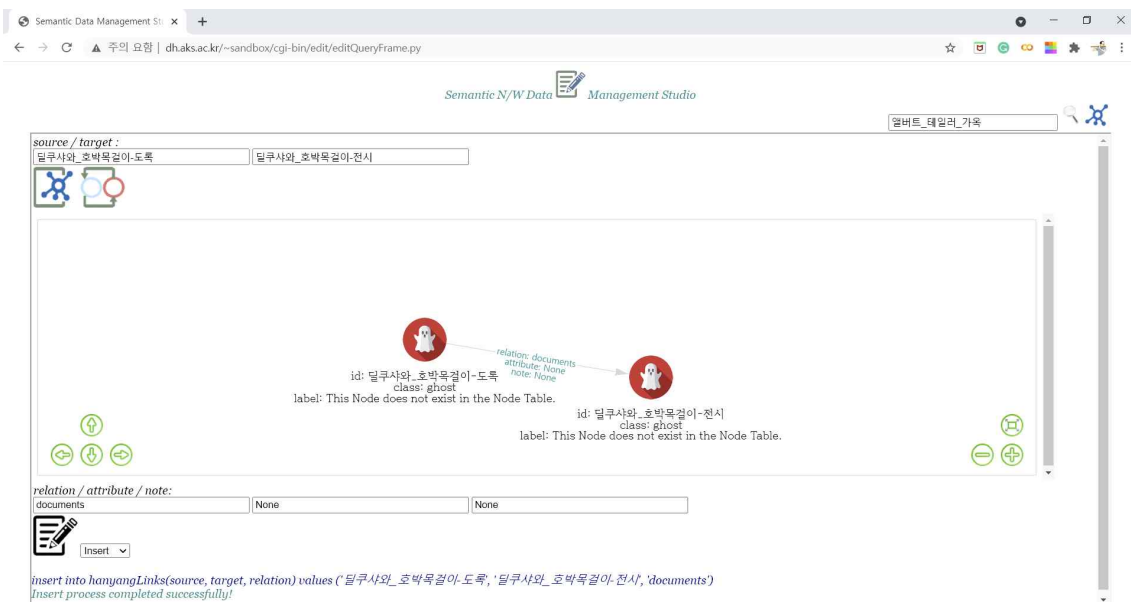 Semantic Data Management St
주의 요함 | dh.aks.ac.kr/~sandbox/cgi-bin/edit/editQueryFrame.py
Semantic N/W Data Management Studio
앨버트_테일러_가옥
source / target :
딜쿠샤와_호박목걸이-도록 딜쿠샤와_호박목걸이-전시
relation: documents
attribute: None
note: None
id: 딜쿠샤와_호박목걸이-도록
class: ghost
label: This Node does not exist in the Node Table.
id: 딜쿠샤와_호박목걸이-전시
class: ghost
label: This Node does not exist in the Node Table.
relation / attribute / note:
documents None None
Insert
insert into hanyangLinks(source, target, relation) values ('딜쿠샤와_호박목걸이-도록', '딜쿠샤와_호박목걸이-전시', 'documents')
Insert process completed successfully!